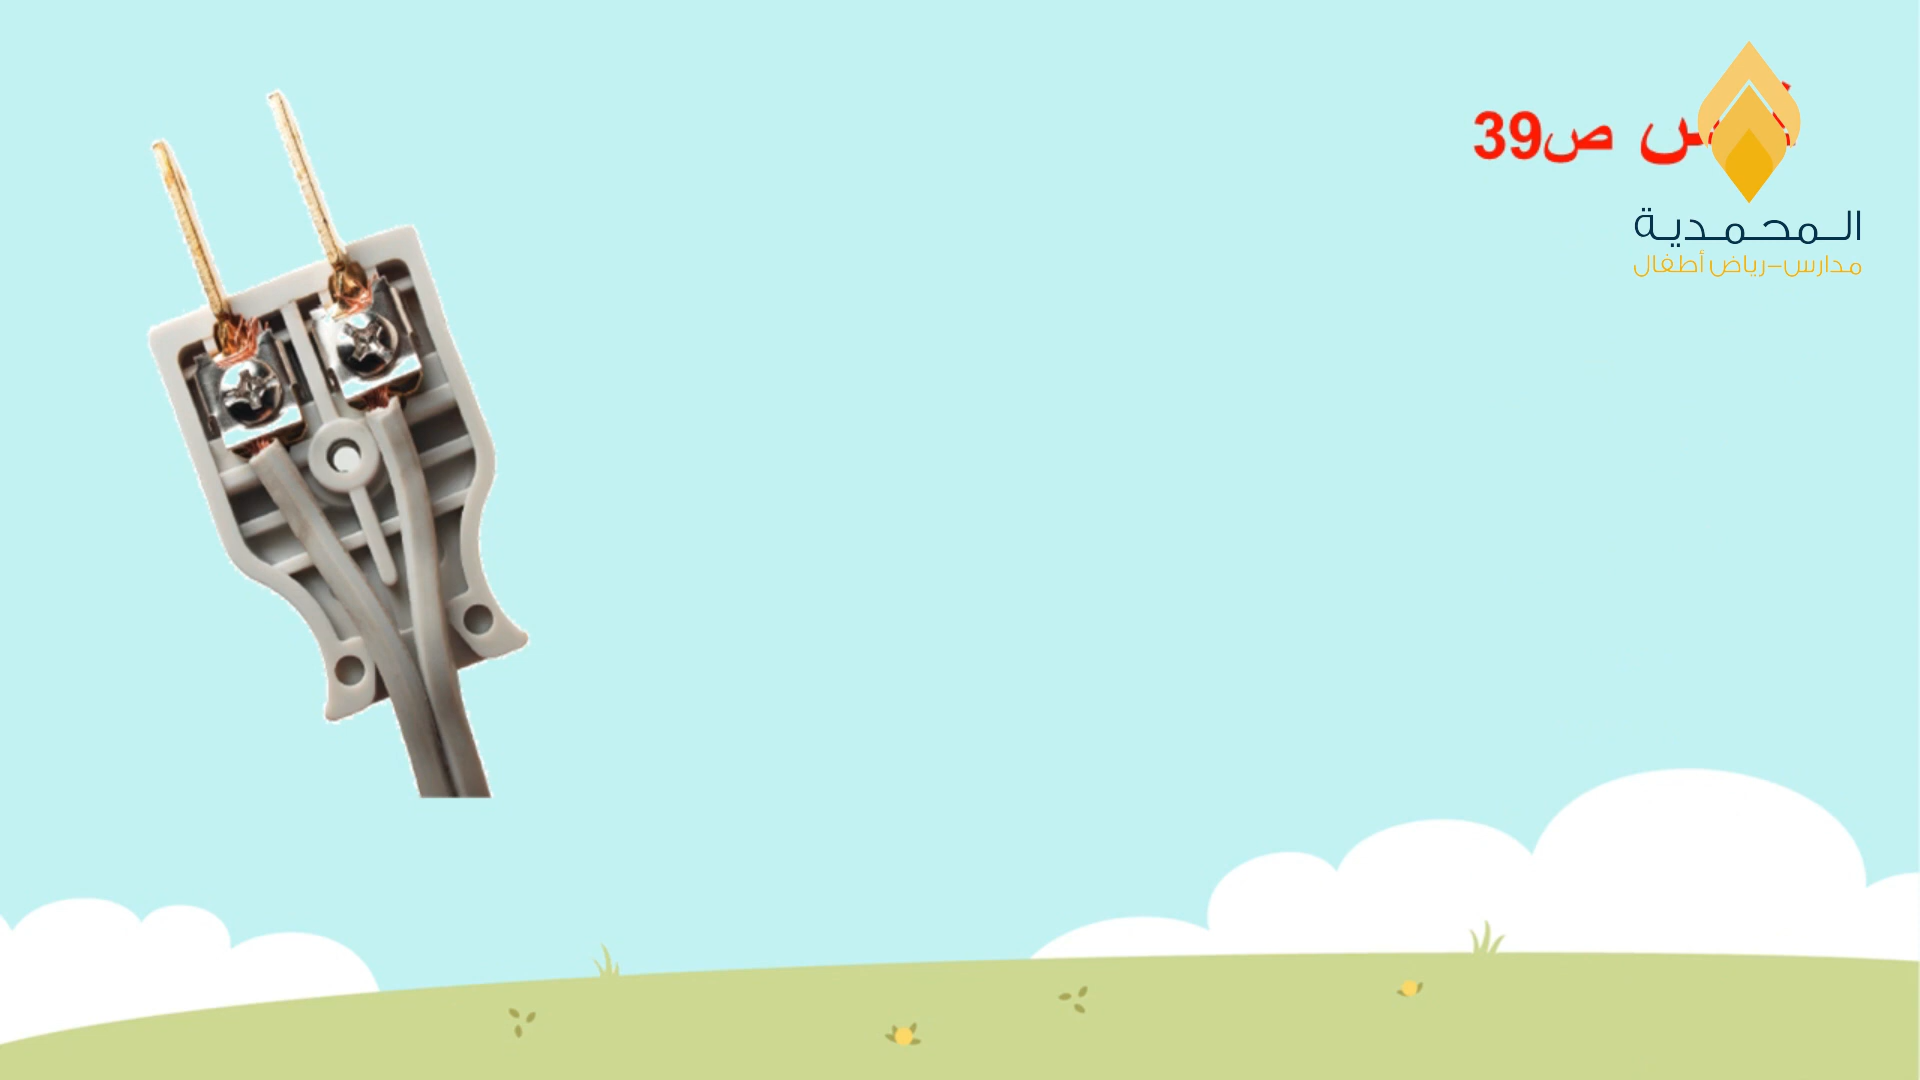 ص39
المحمدية
مدارس-رياض أطفال